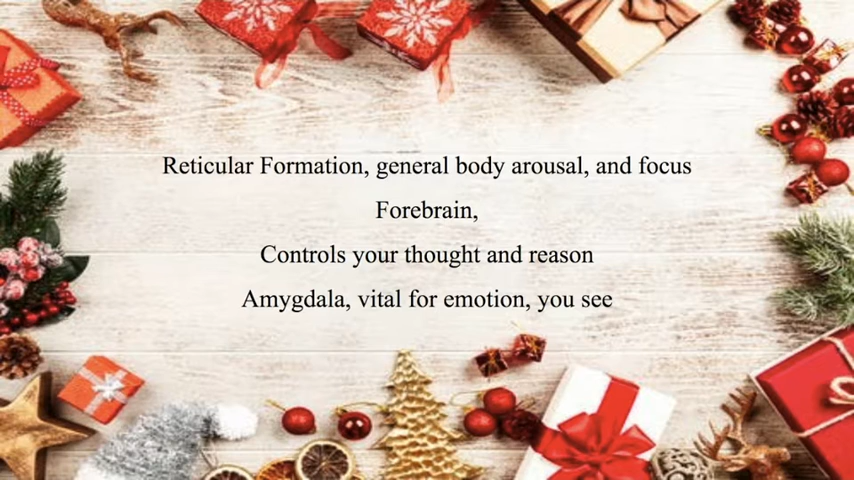 Reticular Formation, general body arousal, and focus
Forebrain,
Controls your thought and reason
Amygdala, vital for emotion, you see